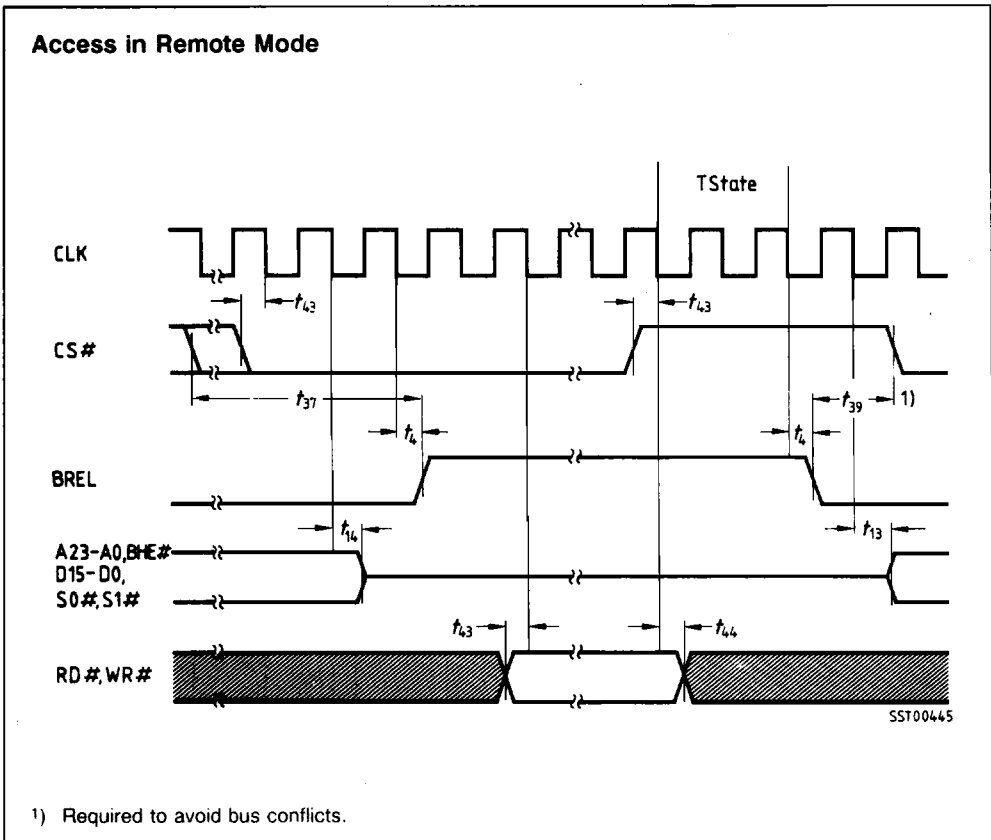 Access in Remote Mode
TState
CLK
t43
t43
CS#
t37
t39 1)
t4
t4
BREL
t14
t13
A23-A0,BHE#
D15-D0,
S0#,S1#
t43
t44
RD#,WR#
SST00445
1) Required to avoid bus conflicts.